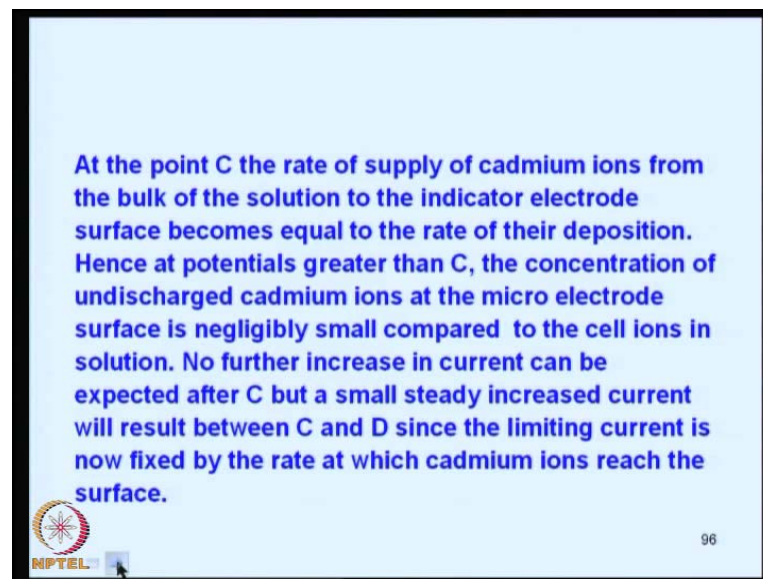 At the point C the rate of supply of cadmium ions from
the bulk of the solution to the indicator electrode
surface becomes equal to the rate of their deposition.
Hence at potentials greater than C, the concentration of
undischarged cadmium ions at the micro electrode
surface is negligibly small compared to the cell ions in
solution. No further increase in current can be
expected after C but a small steady increased current
will result between C and D since the limiting current is
now fixed by the rate at which cadmium ions reach the
surface.
96
NPTEL